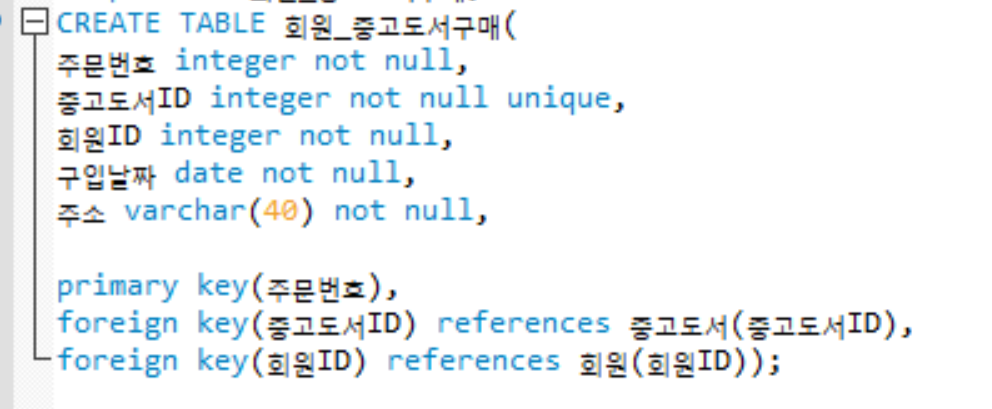 CREATE TABLE 회원_중고도서구매(
주문번호 integer not null,
중고도서ID integer not null unique,
회원ID integer not null,
구입날짜 date not null,
주소 varchar(40) not null,
primary key(주문번호),
foreign key(중고도서ID) references 중고도서(중고도서ID),
foreign key(회원ID) references 회원(회원ID));